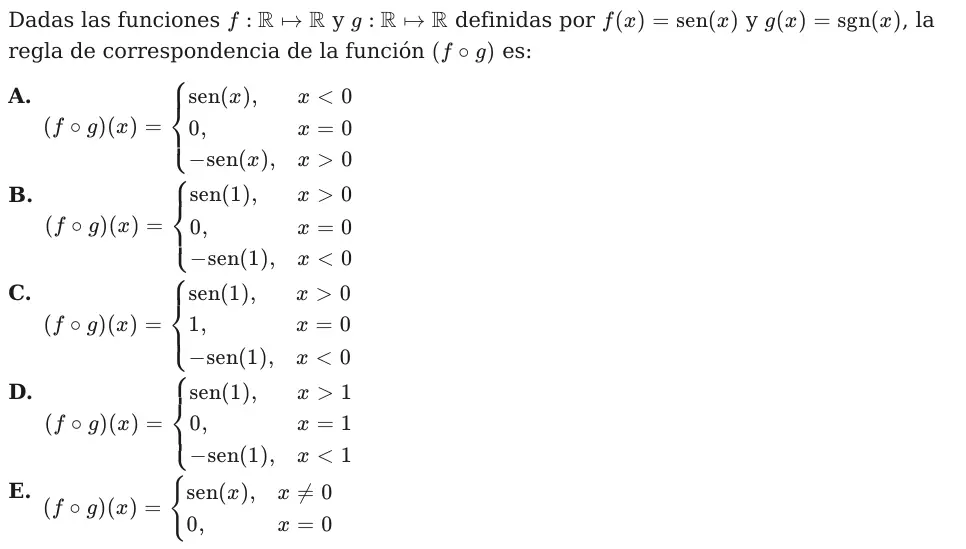 Dadas las funciones f : ℝ ↦ ℝ y g : ℝ ↦ ℝ definidas por f(x) = sen(x) y g(x) = sgn(x), la
regla de correspondencia de la función (f ∘ g) es:
A.
(f ∘ g)(x) = { sen(x), x < 0
0, x = 0
−sen(x), x > 0
B.
(f ∘ g)(x) = { sen(1), x > 0
0, x = 0
−sen(1), x < 0
C.
(f ∘ g)(x) = { sen(1), x > 0
1, x = 0
−sen(1), x < 0
D.
(f ∘ g)(x) = { sen(1), x > 1
0, x = 1
−sen(1), x < 1
E.
(f ∘ g)(x) = { sen(x), x ≠ 0
0, x = 0